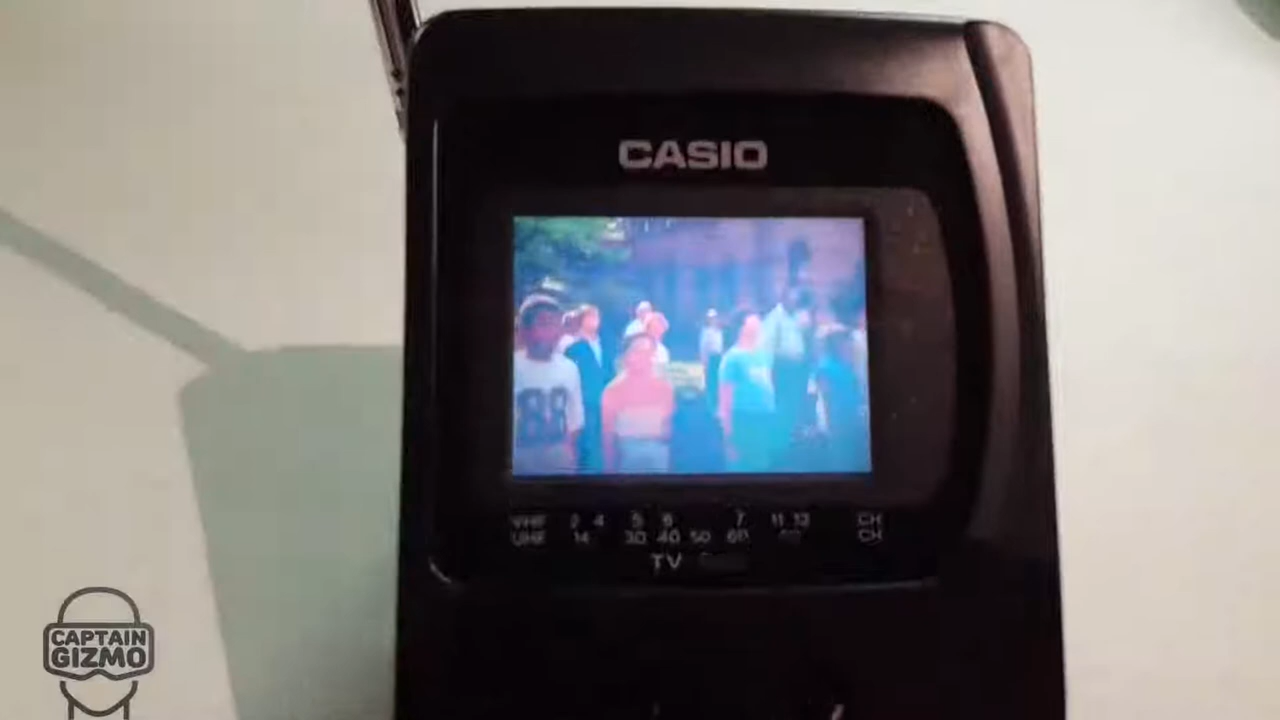 CASIO
88
VHF 2 4 5 6 7 11 13 CH
UHF 14 30 40 50 60 CH
TV
CAPTAIN
GIZMO